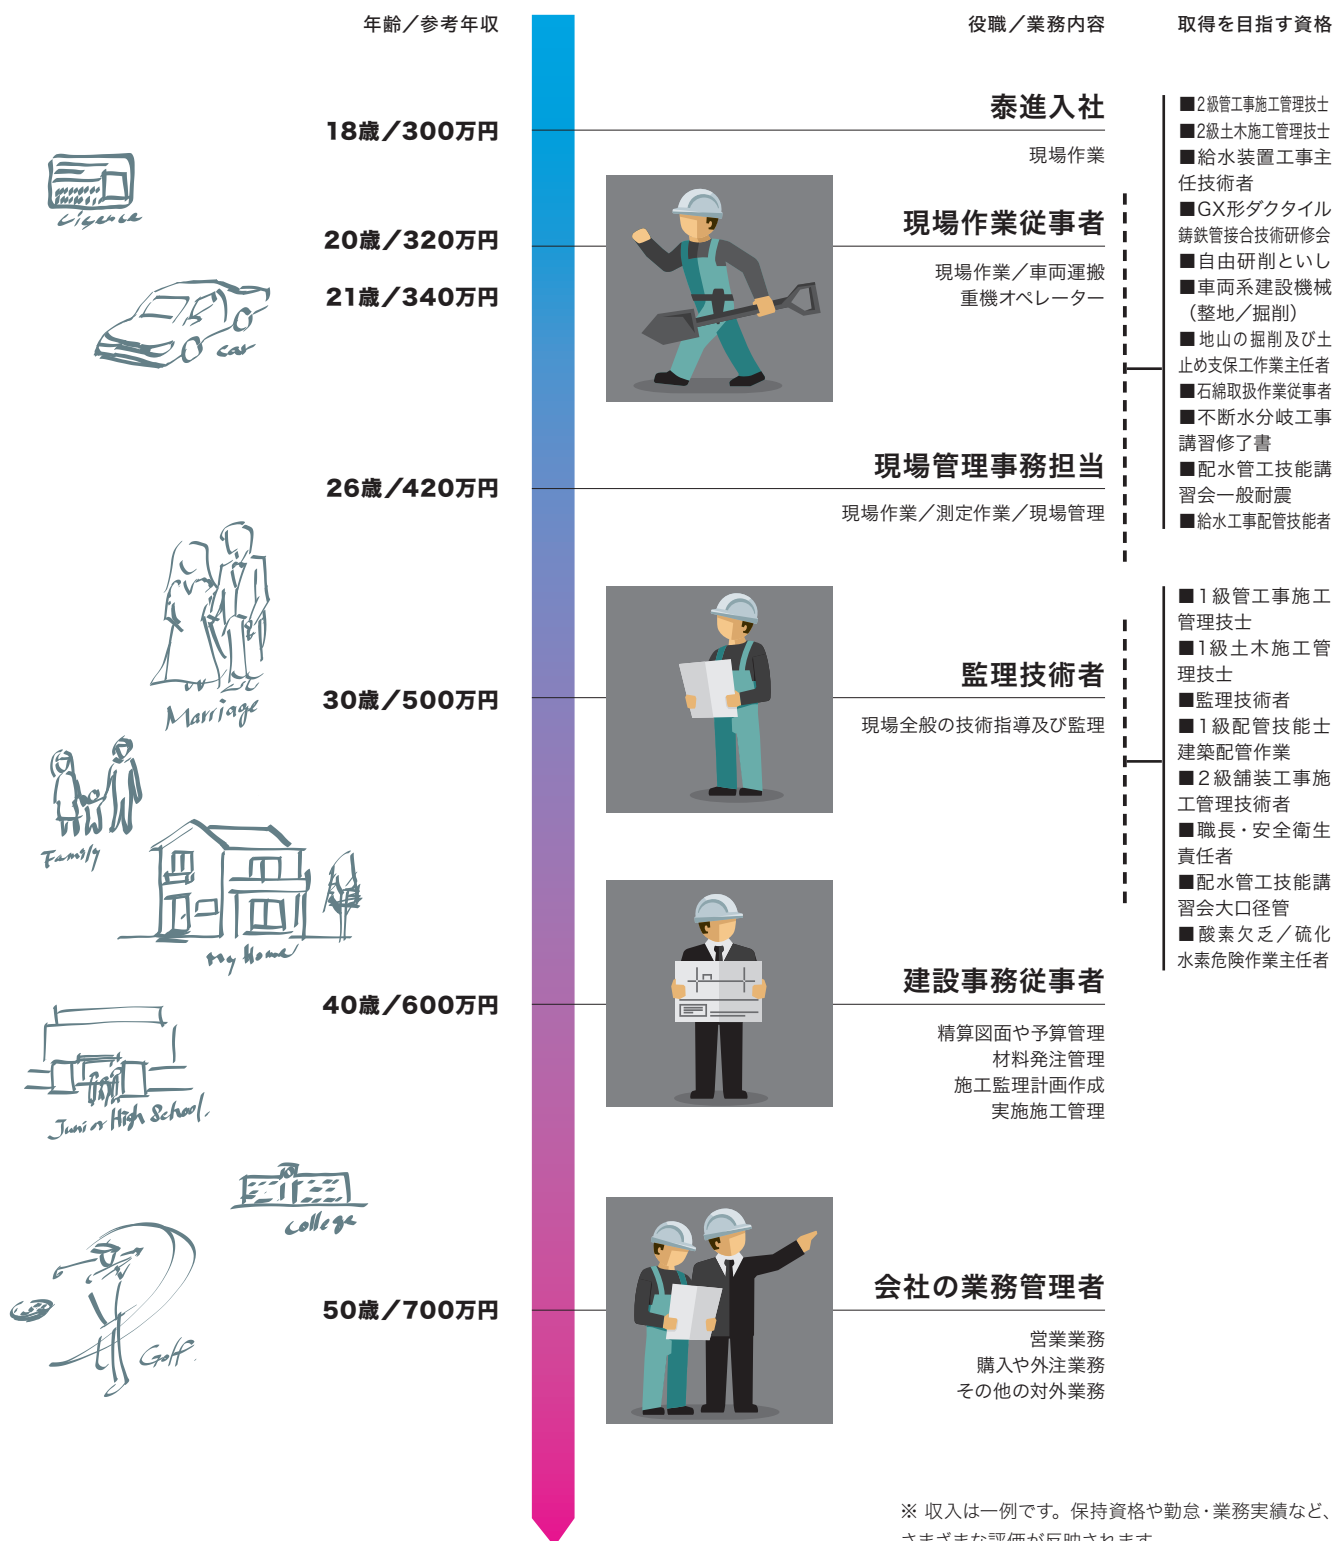 年齢／参考年収
役職／業務内容
取得を目指す資格
18歳／300万円
泰進入社
現場作業
Lisence
20歳／320万円
現場作業従事者
現場作業／車両運搬
重機オペレーター
21歳／340万円
car
26歳／420万円
現場管理事務担当
現場作業／測定作業／現場管理
Marriage
30歳／500万円
監理技術者
現場全般の技術指導及び監理
Family
My Home
40歳／600万円
建設事務従事者
精算図面や予算管理
材料発注管理
施工監理計画作成
実施施工管理
Junior High School.
college
Golf.
50歳／700万円
会社の業務管理者
営業業務
購入や外注業務
その他の対外業務
■2級管工事施工管理技士
■2級土木施工管理技士
■給水装置工事主
任技術者
■GX形ダクタイル
鋳鉄管接合技術研修会
■自由研削といし
■車両系建設機械
（整地／掘削）
■地山の掘削及び土
止め支保工作業主任者
■石綿取扱作業従事者
■不断水分岐工事
講習修了書
■配水管工技能講
習会一般耐震
■給水工事配管技能者
■1級管工事施工
管理技士
■1級土木施工管
理技士
■監理技術者
■1級配管技能士
建築配管作業
■2級舗装工事施
工管理技術者
■職長・安全衛生
責任者
■配水管工技能講
習会大口径管
■酸素欠乏／硫化
水素危険作業主任者
※ 収入は一例です。保持資格や勤怠・業務実績など、
さまざまな評価が反映されます